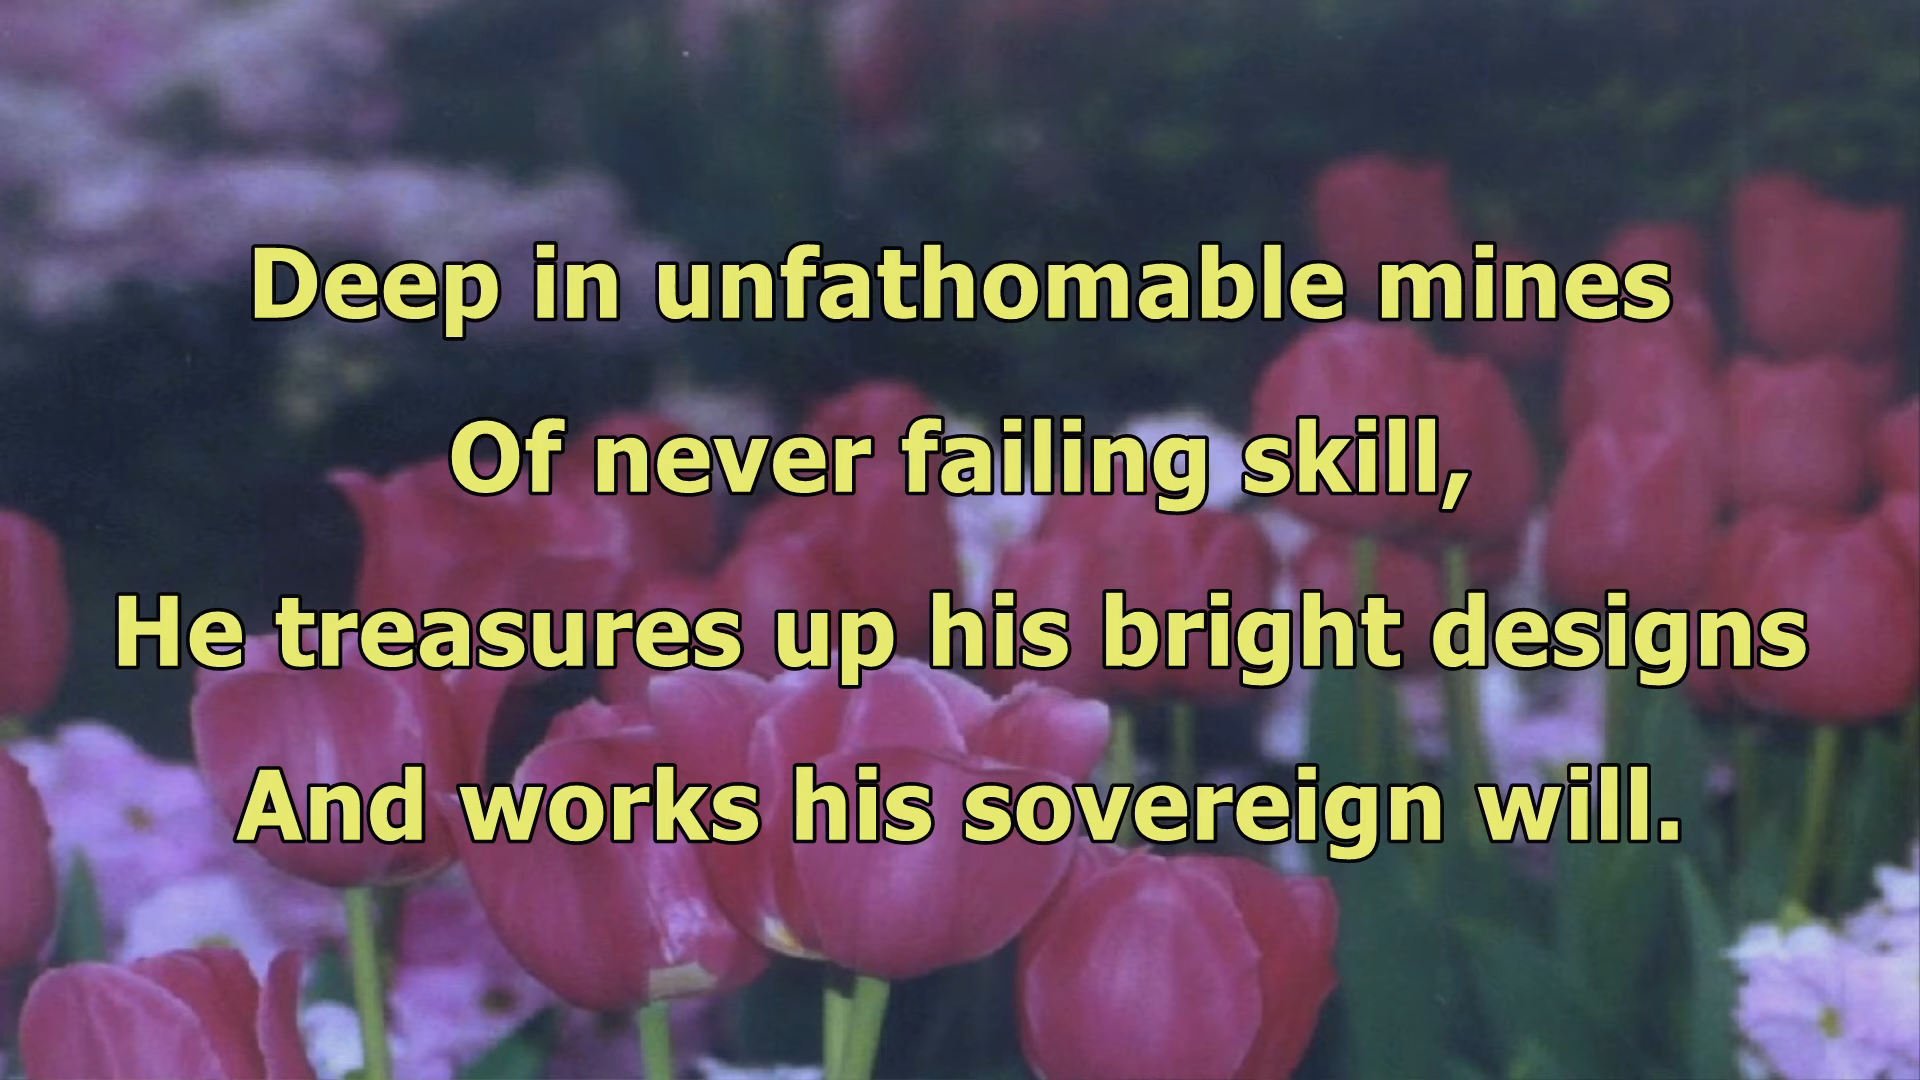 Deep in unfathomable mines
Of never failing skill,
He treasures up his bright designs
And works his sovereign will.